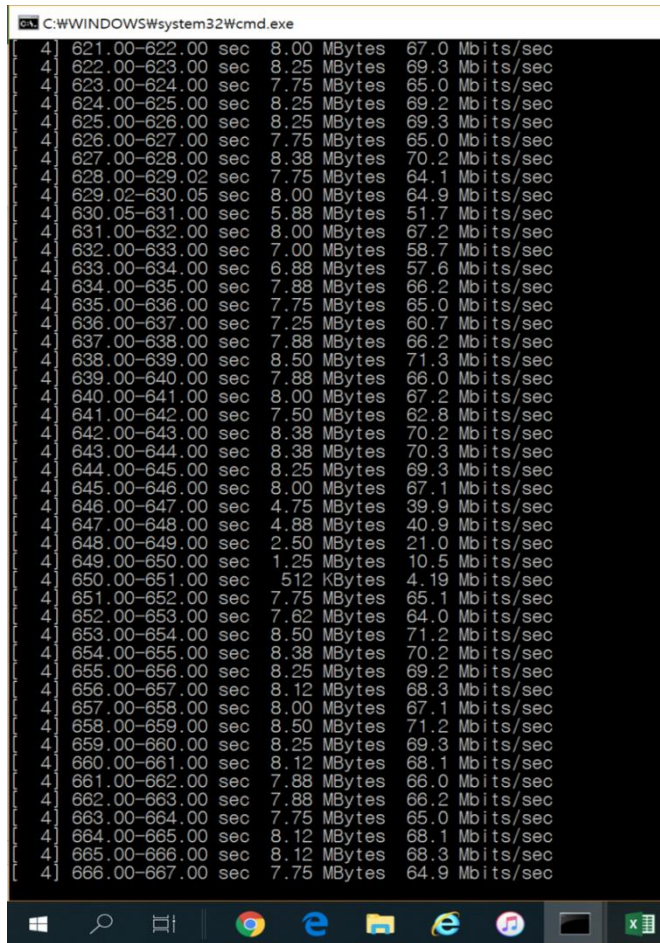 C:₩WINDOWS₩system32₩cmd.exe
[  4] 621.00-622.00 sec  8.00 MBytes  67.0 Mbits/sec
[  4] 622.00-623.00 sec  8.25 MBytes  69.3 Mbits/sec
[  4] 623.00-624.00 sec  7.75 MBytes  65.0 Mbits/sec
[  4] 624.00-625.00 sec  8.25 MBytes  69.2 Mbits/sec
[  4] 625.00-626.00 sec  8.25 MBytes  69.3 Mbits/sec
[  4] 626.00-627.00 sec  7.75 MBytes  65.0 Mbits/sec
[  4] 627.00-628.00 sec  8.38 MBytes  70.2 Mbits/sec
[  4] 628.00-629.02 sec  7.75 MBytes  64.1 Mbits/sec
[  4] 629.02-630.05 sec  8.00 MBytes  64.9 Mbits/sec
[  4] 630.05-631.00 sec  5.88 MBytes  51.7 Mbits/sec
[  4] 631.00-632.00 sec  8.00 MBytes  67.2 Mbits/sec
[  4] 632.00-633.00 sec  7.00 MBytes  58.7 Mbits/sec
[  4] 633.00-634.00 sec  6.88 MBytes  57.6 Mbits/sec
[  4] 634.00-635.00 sec  7.88 MBytes  66.2 Mbits/sec
[  4] 635.00-636.00 sec  7.75 MBytes  65.0 Mbits/sec
[  4] 636.00-637.00 sec  7.25 MBytes  60.7 Mbits/sec
[  4] 637.00-638.00 sec  7.88 MBytes  66.2 Mbits/sec
[  4] 638.00-639.00 sec  8.50 MBytes  71.3 Mbits/sec
[  4] 639.00-640.00 sec  7.88 MBytes  66.0 Mbits/sec
[  4] 640.00-641.00 sec  8.00 MBytes  67.2 Mbits/sec
[  4] 641.00-642.00 sec  7.50 MBytes  62.8 Mbits/sec
[  4] 642.00-643.00 sec  8.38 MBytes  70.2 Mbits/sec
[  4] 643.00-644.00 sec  8.38 MBytes  70.3 Mbits/sec
[  4] 644.00-645.00 sec  8.25 MBytes  69.3 Mbits/sec
[  4] 645.00-646.00 sec  8.00 MBytes  67.1 Mbits/sec
[  4] 646.00-647.00 sec  4.75 MBytes  39.9 Mbits/sec
[  4] 647.00-648.00 sec  4.88 MBytes  40.9 Mbits/sec
[  4] 648.00-649.00 sec  2.50 MBytes  21.0 Mbits/sec
[  4] 649.00-650.00 sec  1.25 MBytes  10.5 Mbits/sec
[  4] 650.00-651.00 sec   512 KBytes  4.19 Mbits/sec
[  4] 651.00-652.00 sec  7.75 MBytes  65.1 Mbits/sec
[  4] 652.00-653.00 sec  7.62 MBytes  64.0 Mbits/sec
[  4] 653.00-654.00 sec  8.50 MBytes  71.2 Mbits/sec
[  4] 654.00-655.00 sec  8.38 MBytes  70.2 Mbits/sec
[  4] 655.00-656.00 sec  8.25 MBytes  69.2 Mbits/sec
[  4] 656.00-657.00 sec  8.12 MBytes  68.3 Mbits/sec
[  4] 657.00-658.00 sec  8.00 MBytes  67.1 Mbits/sec
[  4] 658.00-659.00 sec  8.50 MBytes  71.2 Mbits/sec
[  4] 659.00-660.00 sec  8.25 MBytes  69.3 Mbits/sec
[  4] 660.00-661.00 sec  8.12 MBytes  68.1 Mbits/sec
[  4] 661.00-662.00 sec  7.88 MBytes  66.0 Mbits/sec
[  4] 662.00-663.00 sec  7.88 MBytes  66.2 Mbits/sec
[  4] 663.00-664.00 sec  7.75 MBytes  65.0 Mbits/sec
[  4] 664.00-665.00 sec  8.12 MBytes  68.1 Mbits/sec
[  4] 665.00-666.00 sec  8.12 MBytes  68.3 Mbits/sec
[  4] 666.00-667.00 sec  7.75 MBytes  64.9 Mbits/sec